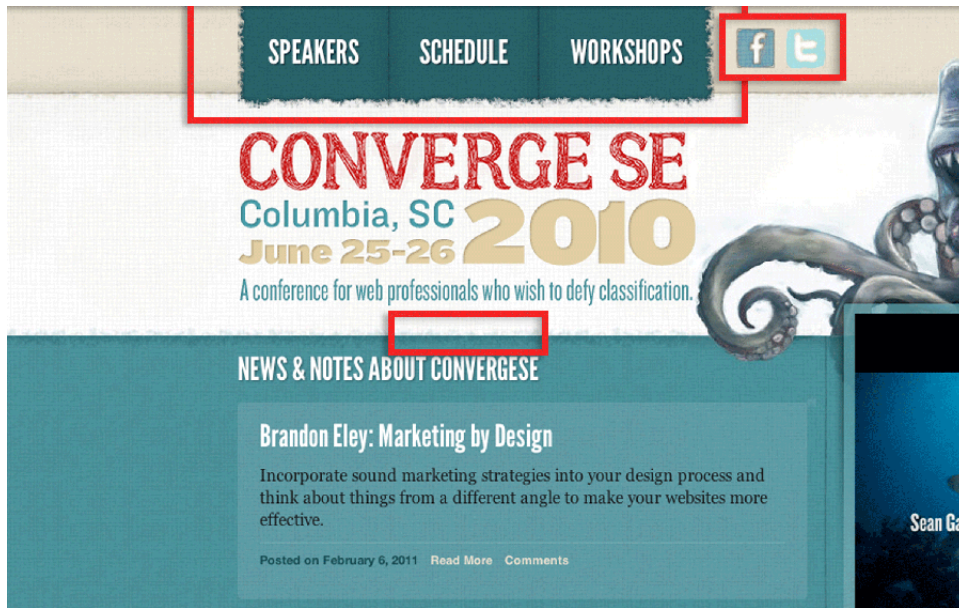 SPEAKERS SCHEDULE WORKSHOPS f t
CONVERGE SE
Columbia, SC
June 25-26 2010
A conference for web professionals who wish to defy classification.
NEWS & NOTES ABOUT CONVERGESE
Brandon Eley: Marketing by Design
Incorporate sound marketing strategies into your design process and
think about things from a different angle to make your websites more
effective.
Posted on February 6, 2011 Read More Comments
Sean